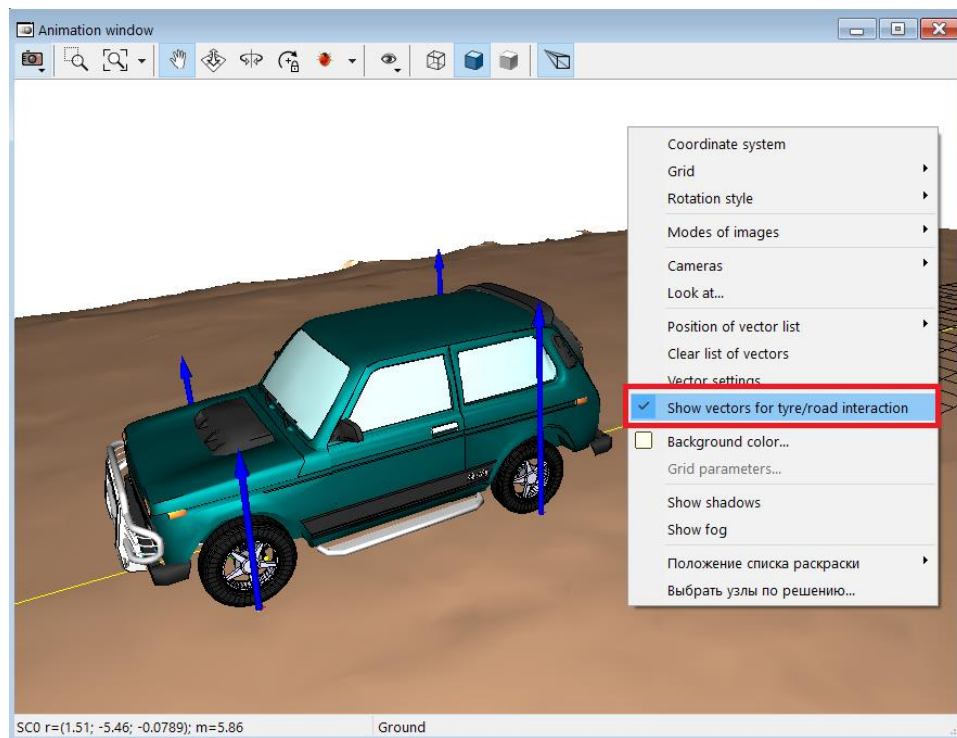 Animation window
Coordinate system
Grid
Rotation style
Modes of images
Cameras
Look at...
Position of vector list
Clear list of vectors
Vector settings
Show vectors for tyre/road interaction
Background color...
Grid parameters...
Show shadows
Show fog
Положение списка раскраски
Выбрать узлы по решению...
SC0 r=(1.51; -5.46; -0.0789); m=5.86
Ground